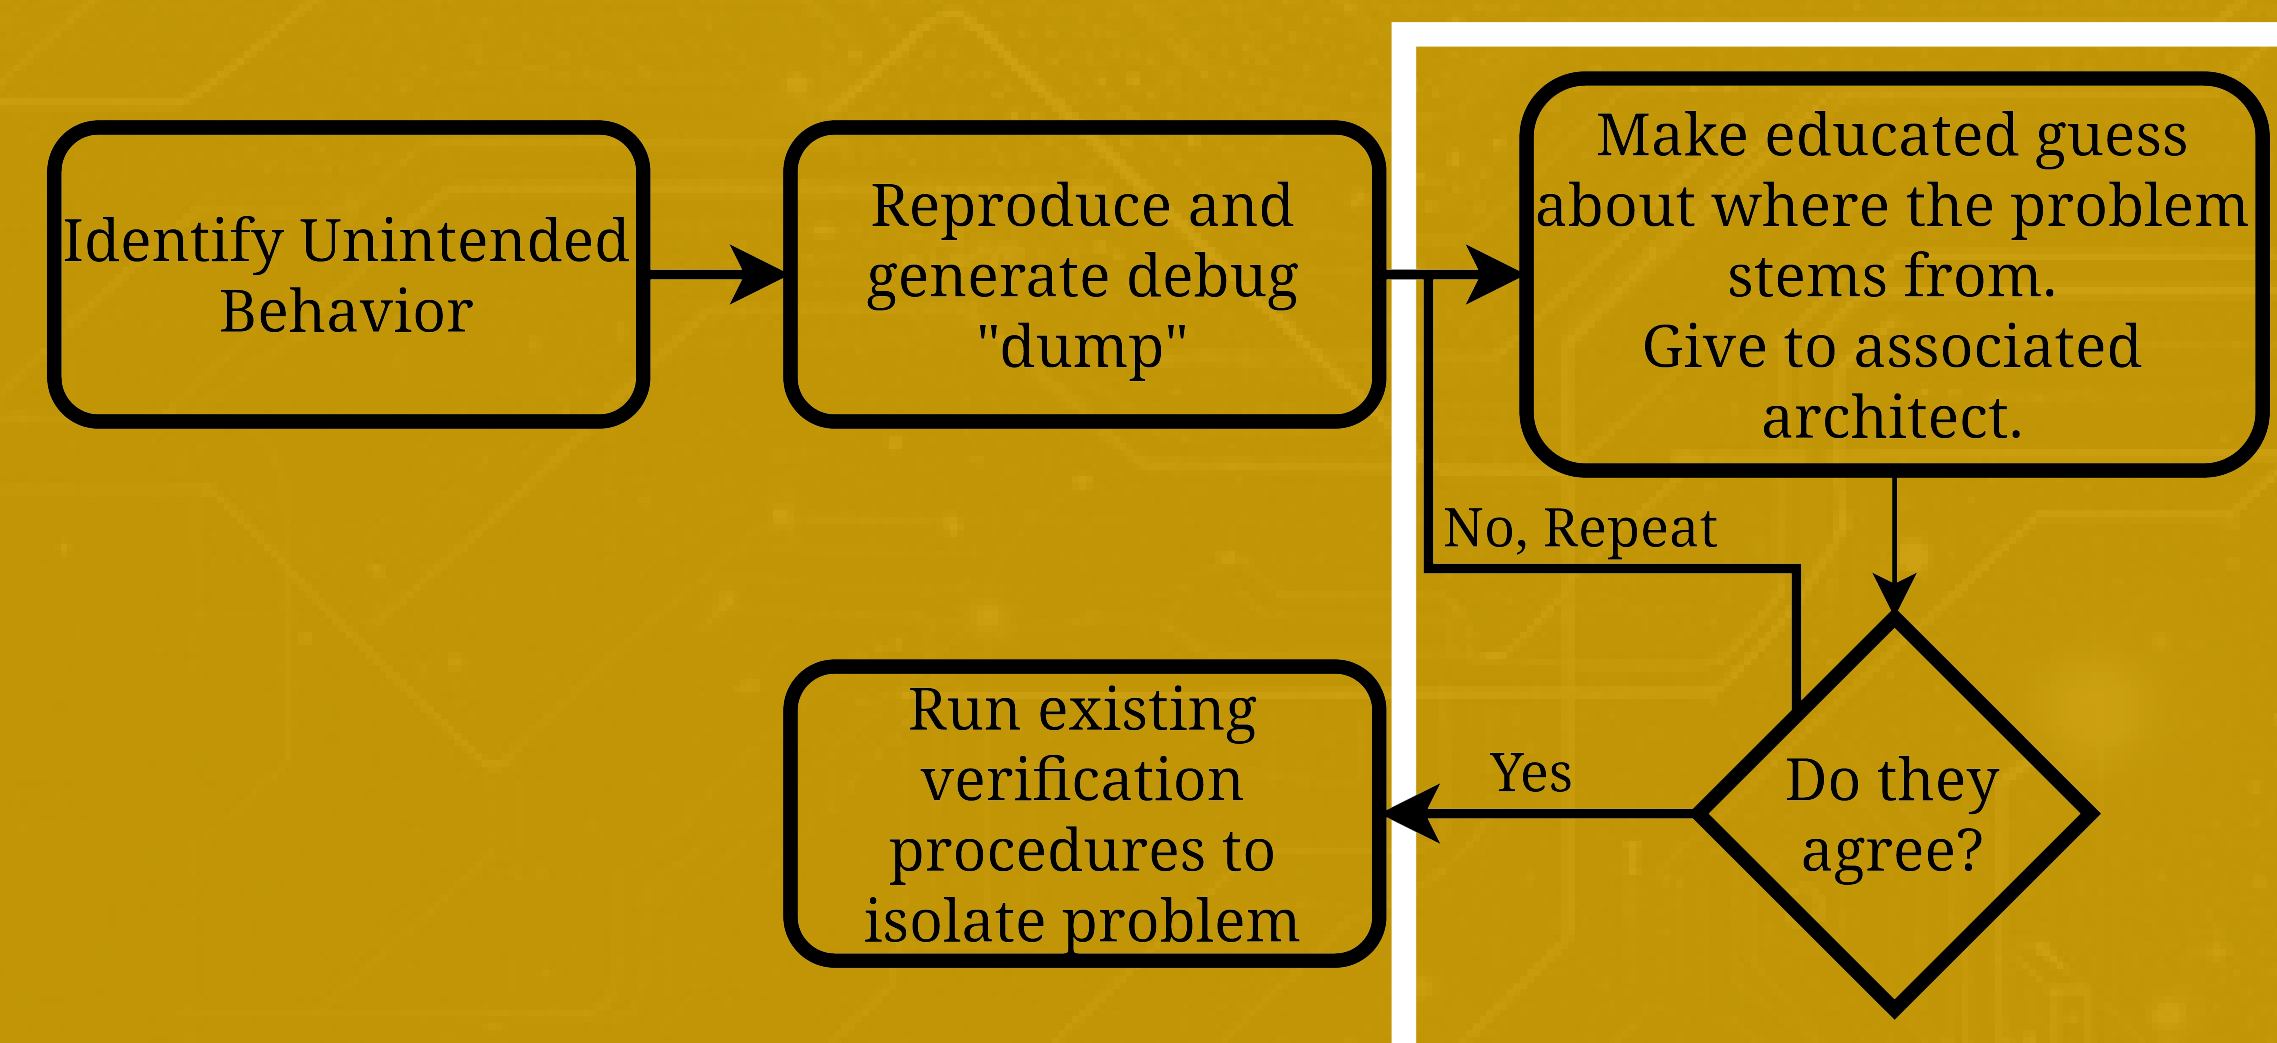 Identify Unintended
Behavior
Reproduce and
generate debug
"dump"
Make educated guess
about where the problem
stems from.
Give to associated
architect.
No, Repeat
Do they
agree?
Yes
Run existing
verification
procedures to
isolate problem